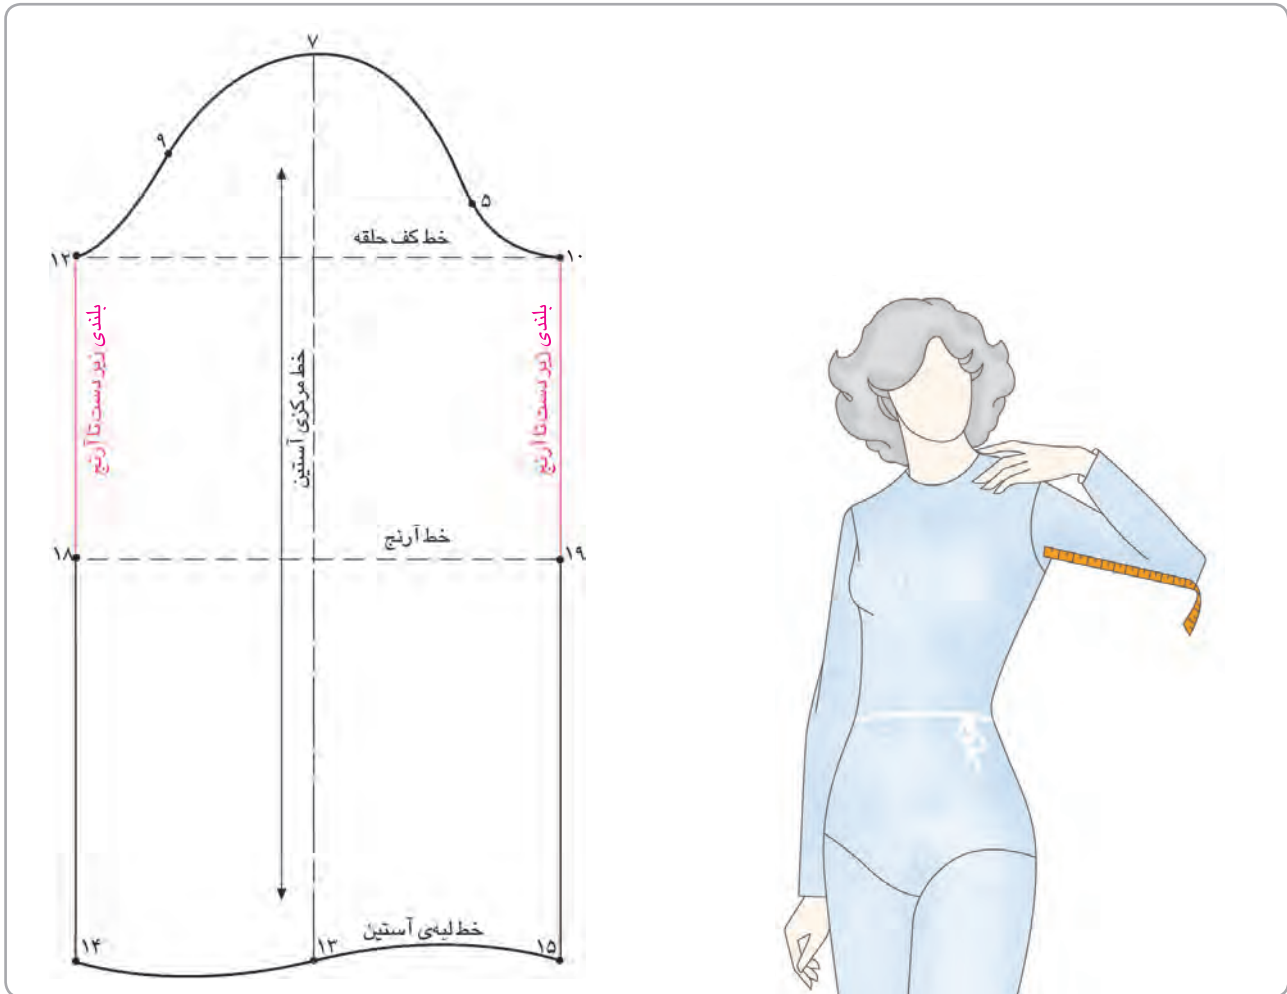 ۷
۹
۵
خط کف حلقه
۱۲
۱۰
بلندی زیر دست تا آرنج
خط مرکزی آستین
بلندی زیر دست تا آرنج
خط آرنج
۱۸
۱۹
خط لبه‌ی آستین
۱۴
۱۳
۱۵